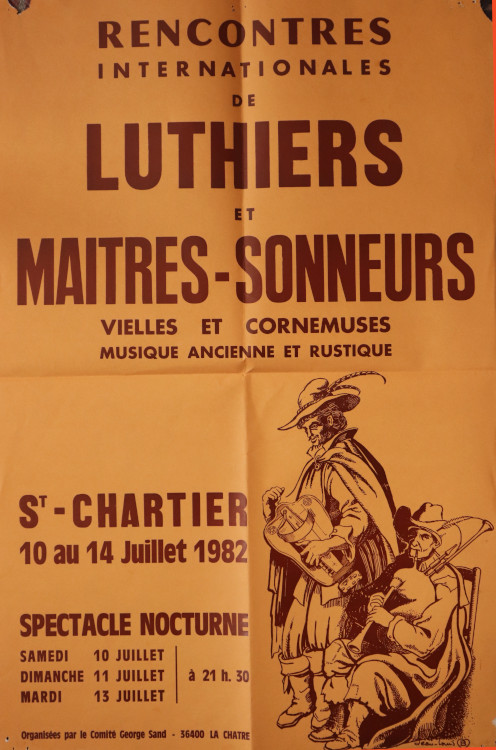 RENCONTRES
INTERNATIONALES
DE
LUTHIERS
ET
MAITRES-SONNEURS
VIELLES ET CORNEMUSES
MUSIQUE ANCIENNE ET RUSTIQUE
ST-CHARTIER
10 au 14 Juillet 1982
SPECTACLE NOCTURNE
SAMEDI 10 JUILLET
DIMANCHE 11 JUILLET à 21 h. 30
MARDI 13 JUILLET
Organisées par le Comité George Sand - 36400 LA CHATRE